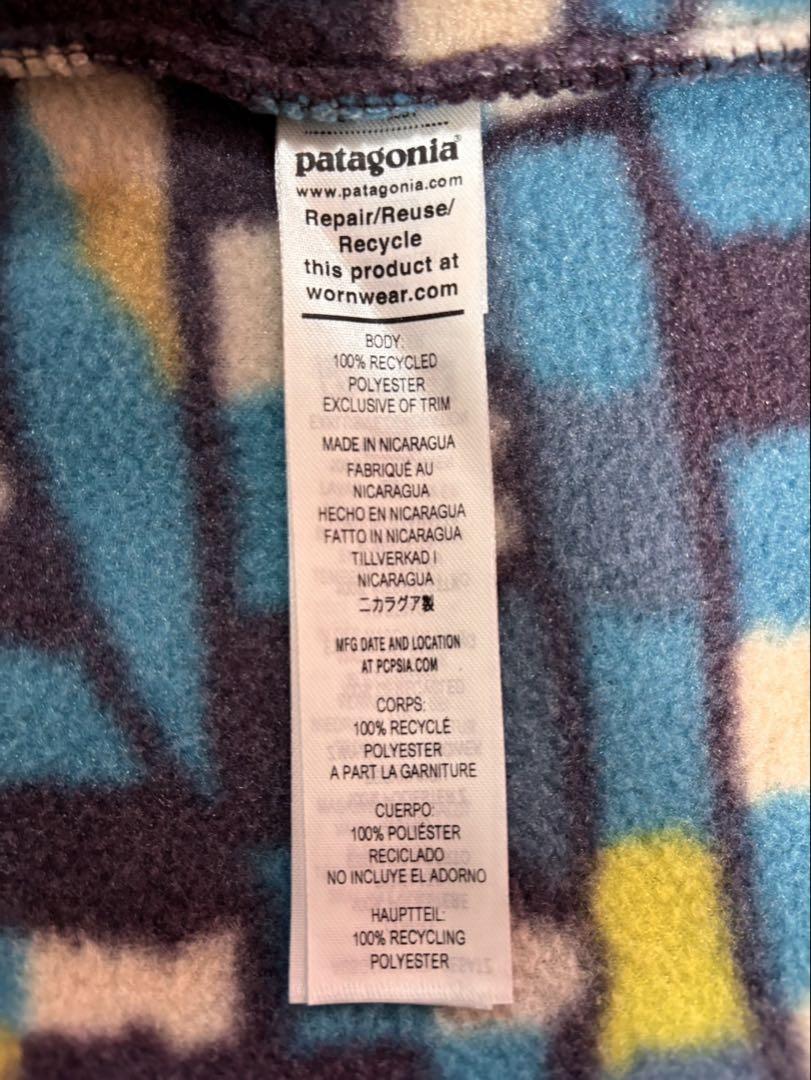 patagonia®
www.patagonia.com
Repair/Reuse/
Recycle
this product at
wornwear.com
BODY:
100% RECYCLED
POLYESTER
EXCLUSIVE OF TRIM
MADE IN NICARAGUA
FABRIQUÉ AU
NICARAGUA
HECHO EN NICARAGUA
FATTO IN NICARAGUA
TILLVERKAD I
NICARAGUA
ニカラグア製
MFG DATE AND LOCATION
AT PCPSIA.COM
CORPS:
100% RECYCLÉ
POLYESTER
A PART LA GARNITURE
CUERPO:
100% POLIÉSTER
RECICLADO
NO INCLUYE EL ADORNO
HAUPTTEIL:
100% RECYCLING
POLYESTER